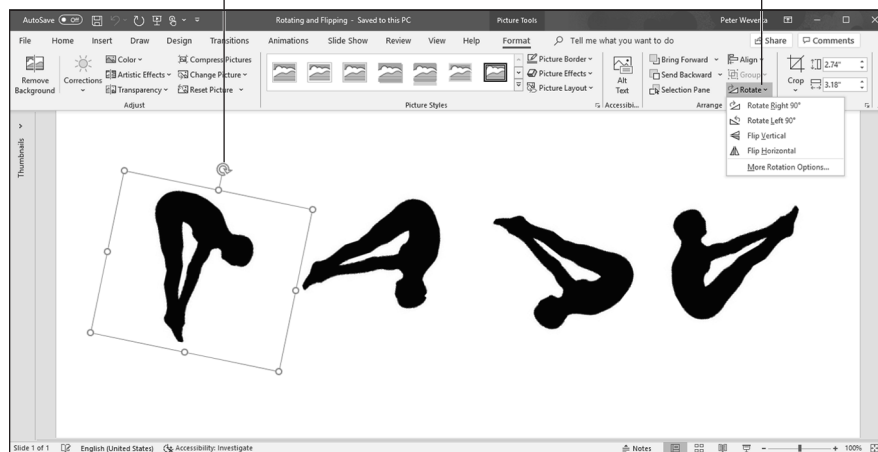 AutoSave Off Rotating and Flipping - Saved to this PC Picture Tools Peter Weverka
File Home Insert Draw Design Transitions Animations Slide Show Review View Help Format Tell me what you want to do Share Comments
Remove Background
Corrections
Color
Artistic Effects
Transparency
Compress Pictures
Change Picture
Reset Picture
Adjust
Picture Styles
Picture Border
Picture Effects
Picture Layout
Alt Text
Accessibi...
Bring Forward
Send Backward
Selection Pane
Align
Group
Rotate
Arrange
Crop
2.74"
3.18"
Rotate Right 90°
Rotate Left 90°
Flip Vertical
Flip Horizontal
More Rotation Options...
Thumbnails
Slide 1 of 1 English (United States) Accessibility: Investigate Notes 100%